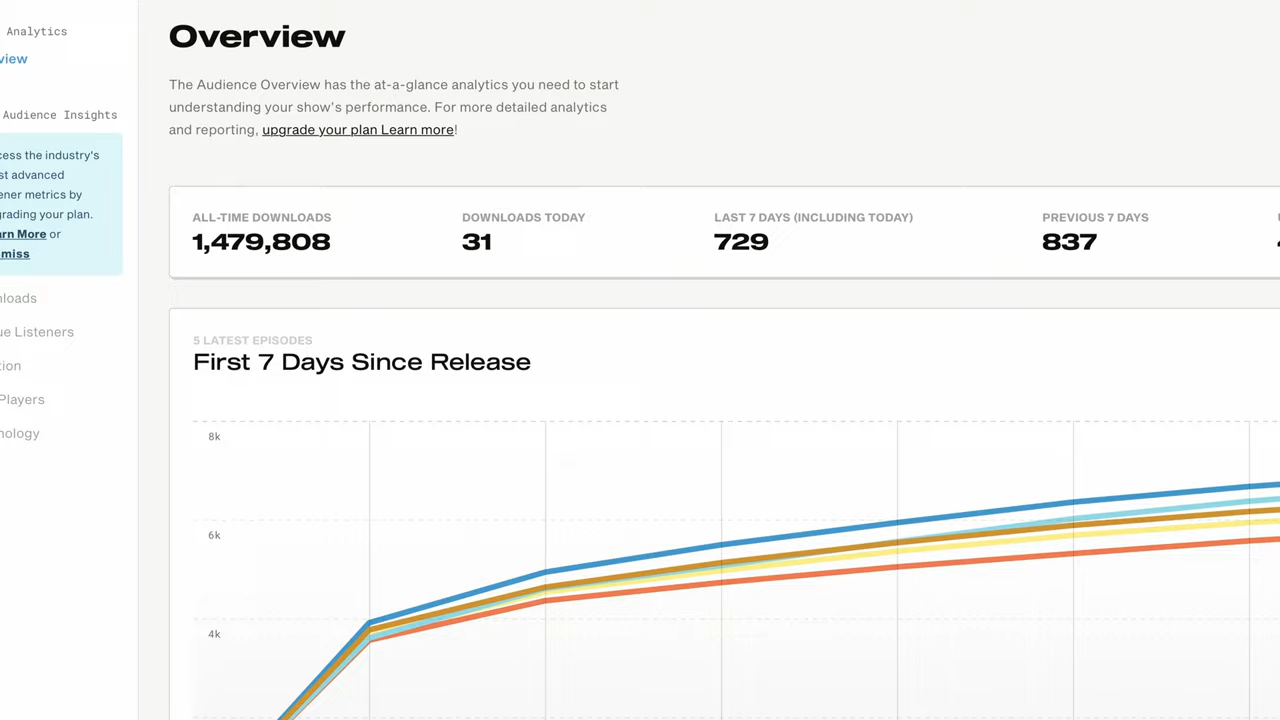 Analytics
view
Audience Insights
cess the industry's
st advanced
ener metrics by
grading your plan.
arn More or
miss
nloads
ue Listeners
tion
Players
nology
Overview
The Audience Overview has the at-a-glance analytics you need to start
understanding your show's performance. For more detailed analytics
and reporting, upgrade your plan Learn more!
ALL-TIME DOWNLOADS
1,479,808
DOWNLOADS TODAY
31
LAST 7 DAYS (INCLUDING TODAY)
729
PREVIOUS 7 DAYS
837
5 LATEST EPISODES
First 7 Days Since Release
8k
6k
4k